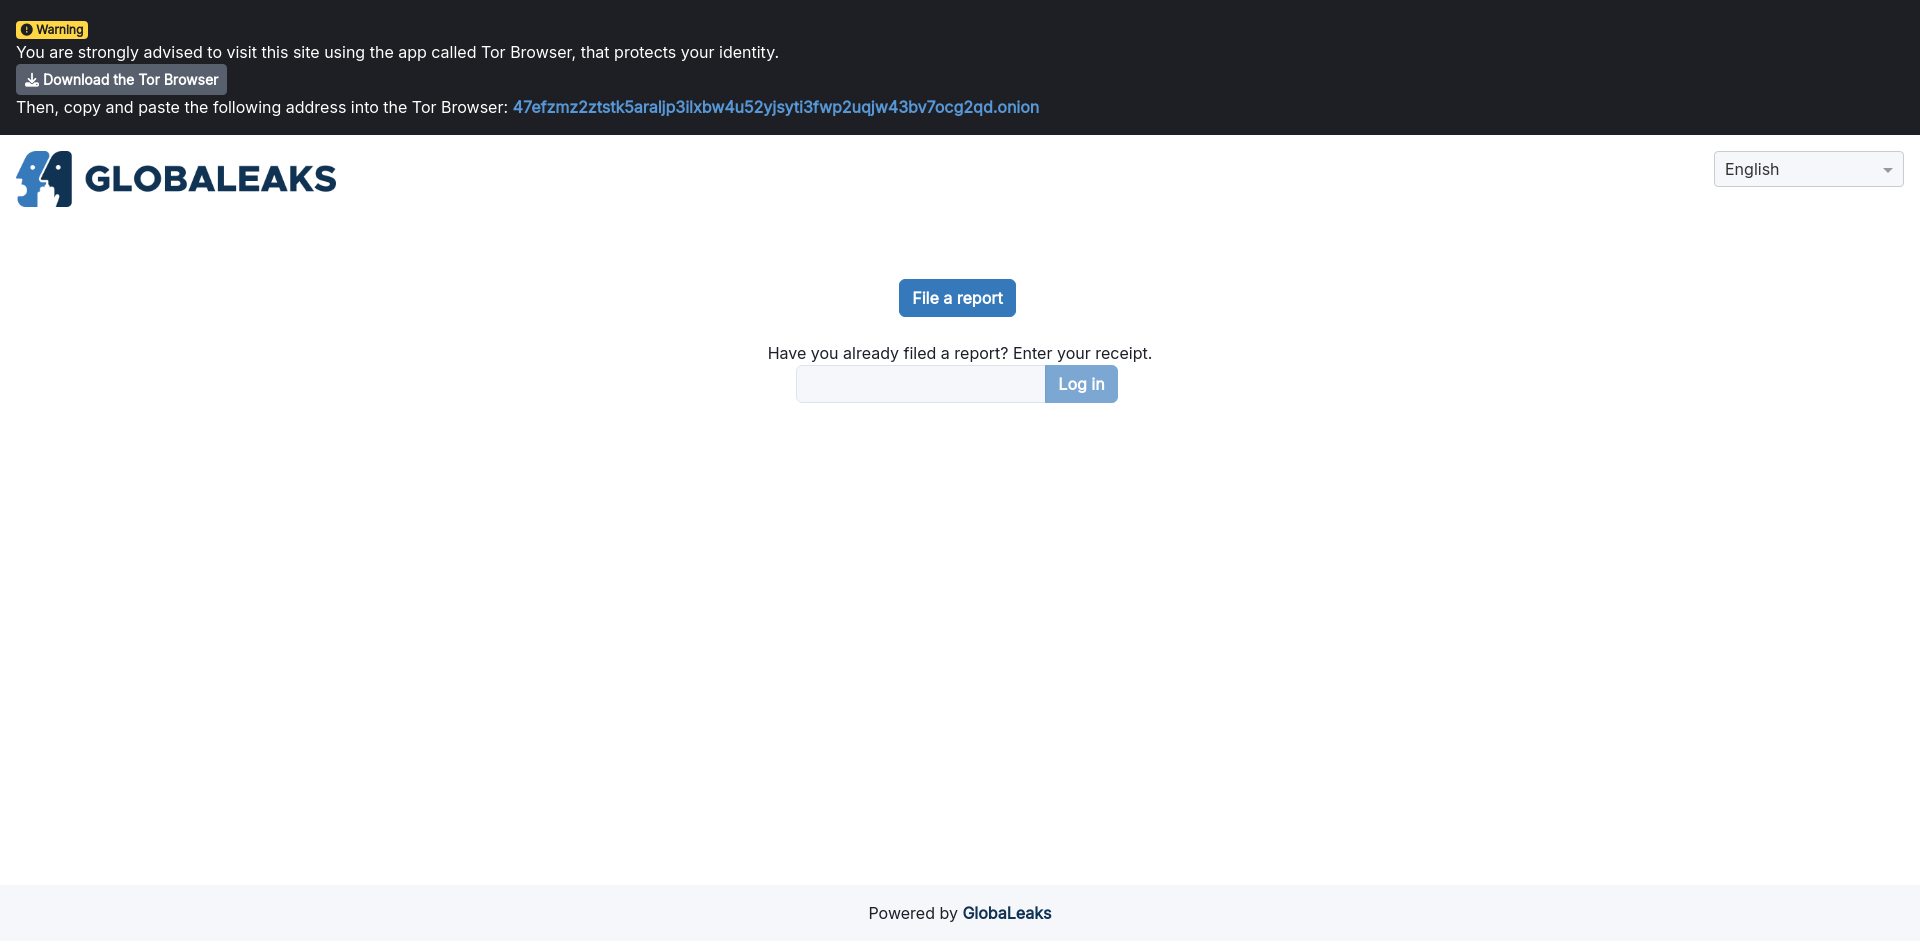 Warning
You are strongly advised to visit this site using the app called Tor Browser, that protects your identity.
Download the Tor Browser
Then, copy and paste the following address into the Tor Browser: 47efzmz2ztstk5araljp3ilxbw4u52yjsyti3fwp2uqjw43bv7ocg2qd.onion
GLOBALEAKS
English
File a report
Have you already filed a report? Enter your receipt.
Log in
Powered by GlobaLeaks